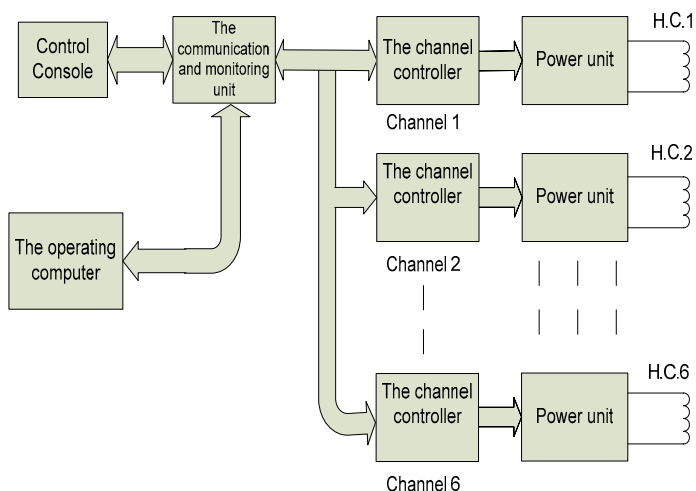 Control
Console
The
communication
and monitoring
unit
The channel
controller
Power unit
H.C.1
Channel 1
The channel
controller
Power unit
H.C.2
Channel 2
The operating
computer
The channel
controller
Power unit
H.C.6
Channel 6